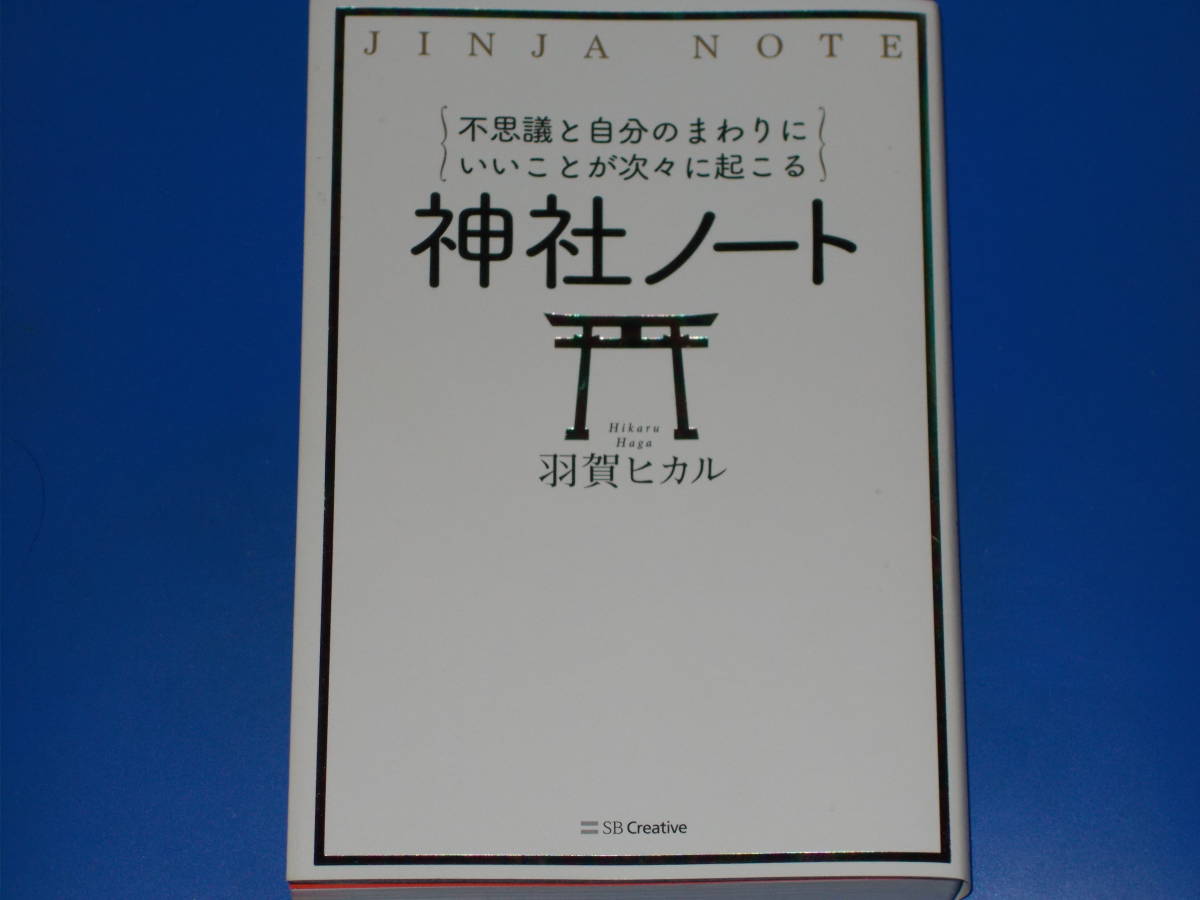 JINJA NOTE
不思議と自分のまわりに
いいことが次々に起こる
神社ノート
Hikaru
Haga
羽賀ヒカル
SB Creative